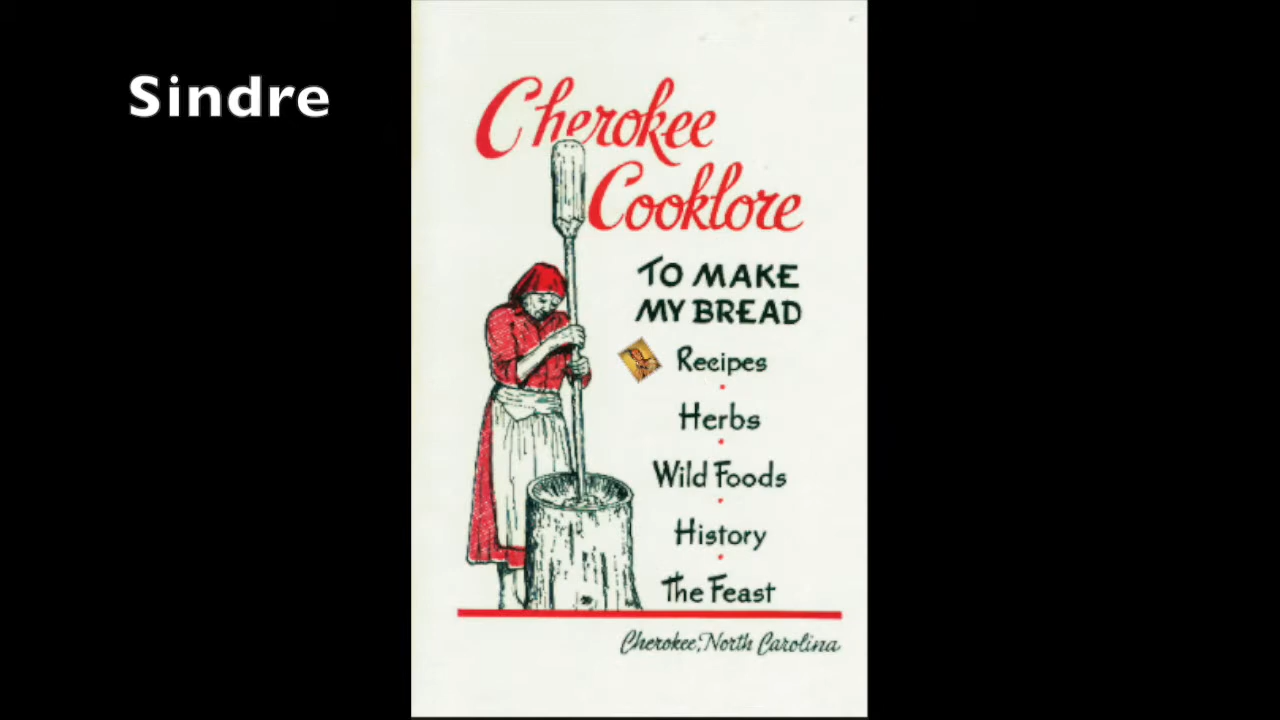 Sindre
Cherokee
Cooklore
TO MAKE
MY BREAD
Recipes
Herbs
Wild Foods
History
The Feast
Cherokee, North Carolina